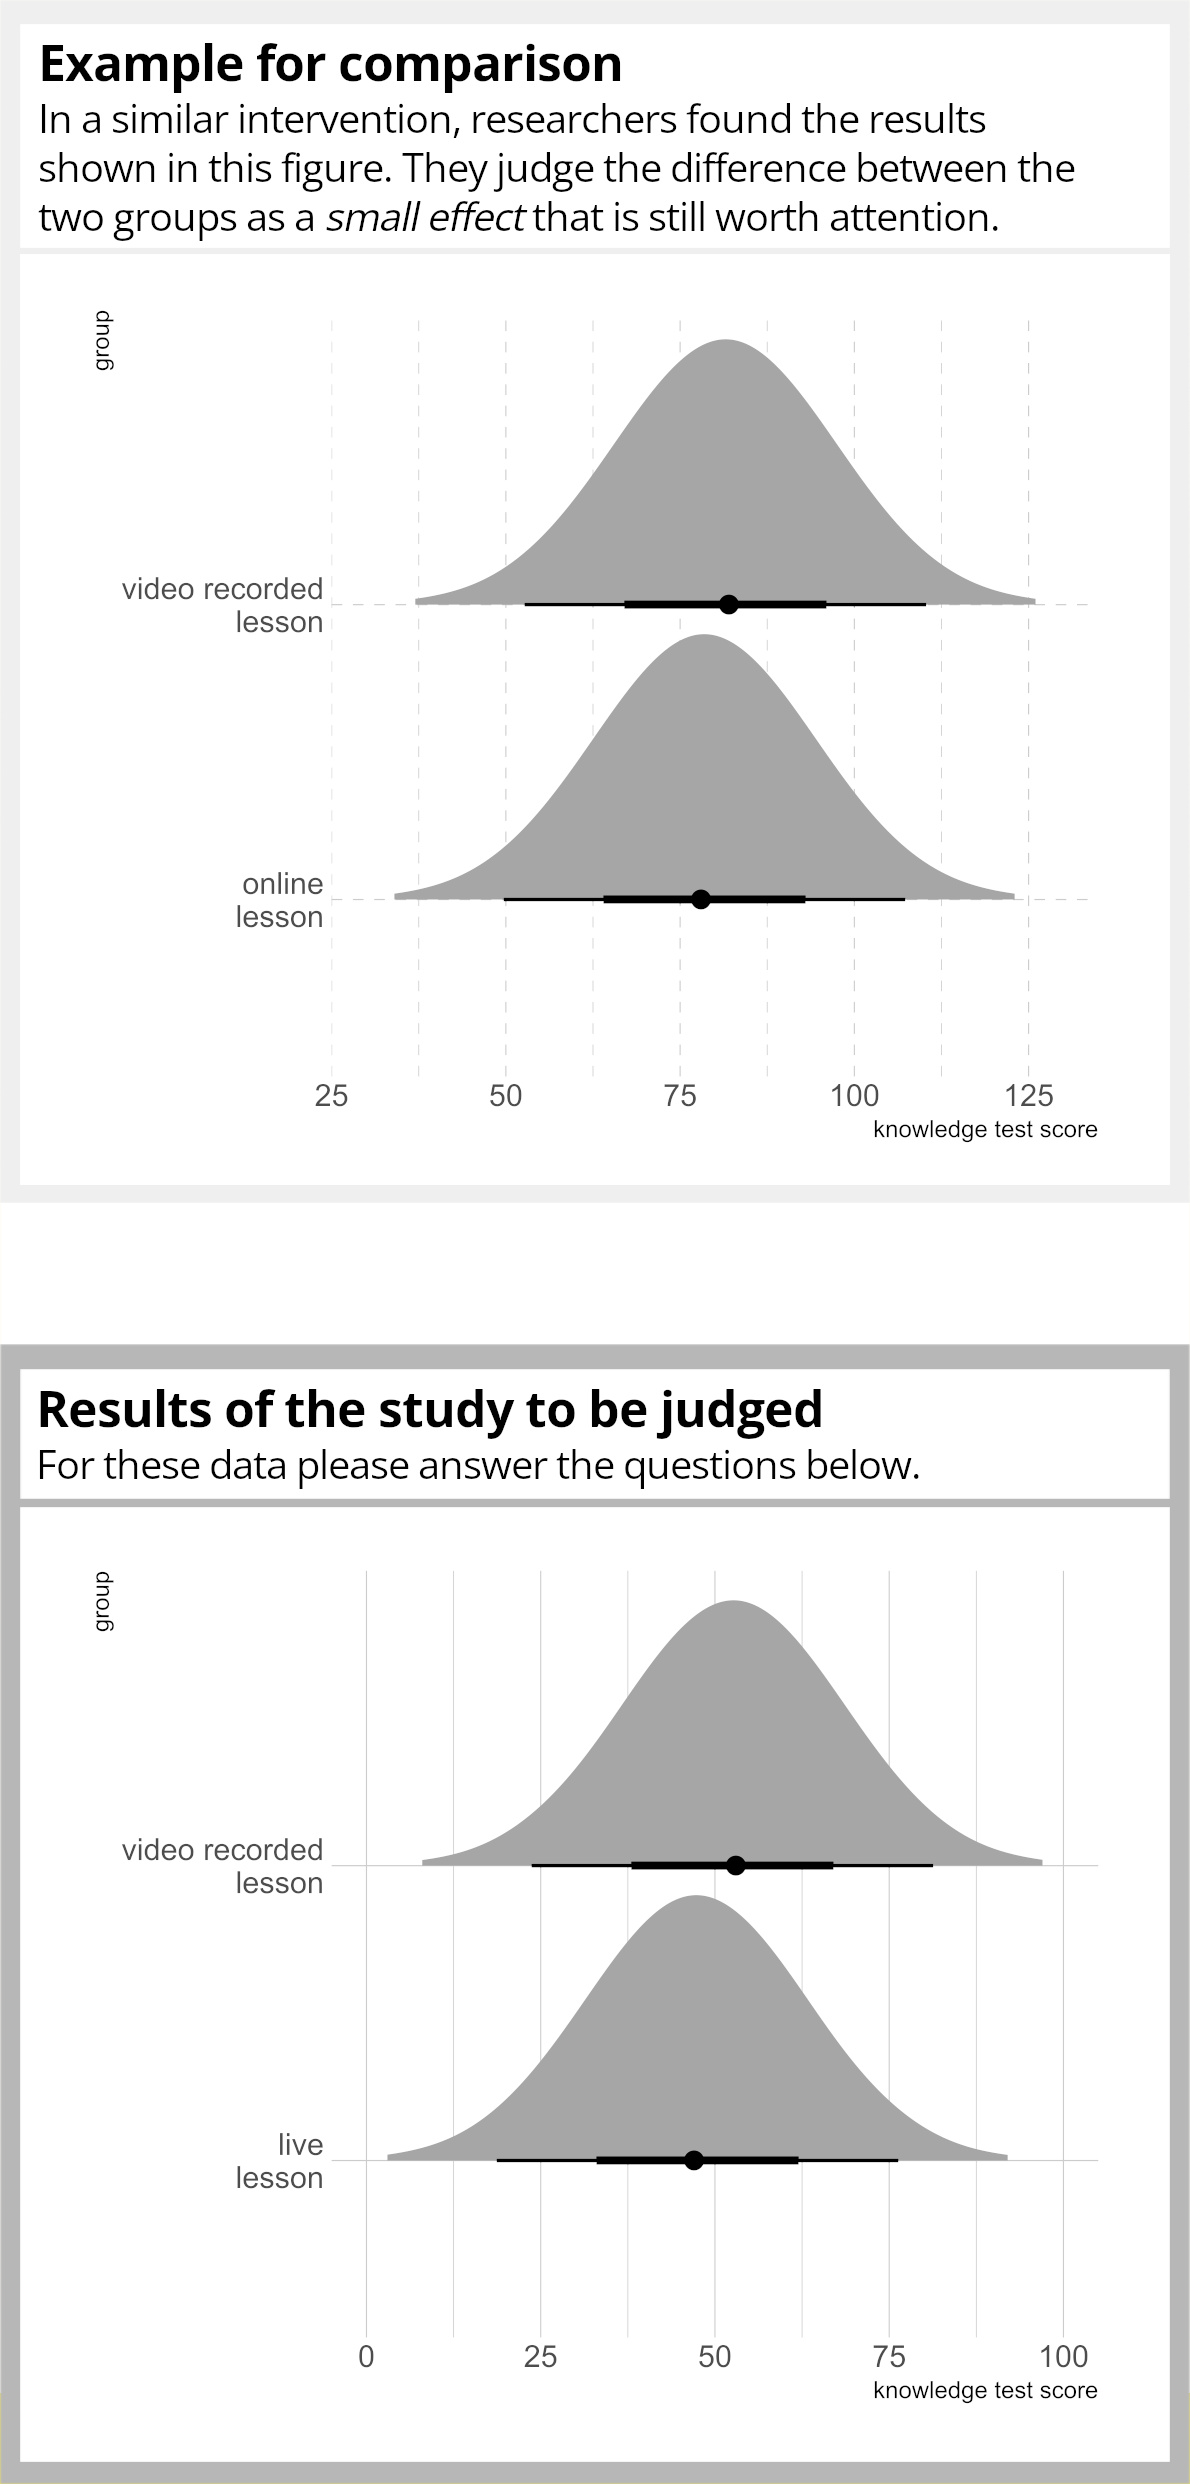 Example for comparison
In a similar intervention, researchers found the results
shown in this figure. They judge the difference between the
two groups as a small effect that is still worth attention.
group
video recorded
lesson
online
lesson
25 50 75 100 125
knowledge test score
Results of the study to be judged
For these data please answer the questions below.
group
video recorded
lesson
live
lesson
0 25 50 75 100
knowledge test score